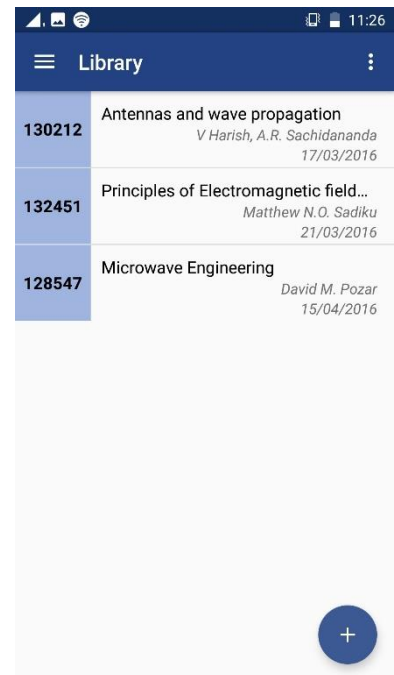 11:26
Library
130212
Antennas and wave propagation
V Harish, A.R. Sachidananda
17/03/2016
132451
Principles of Electromagnetic field...
Matthew N.O. Sadiku
21/03/2016
128547
Microwave Engineering
David M. Pozar
15/04/2016
+